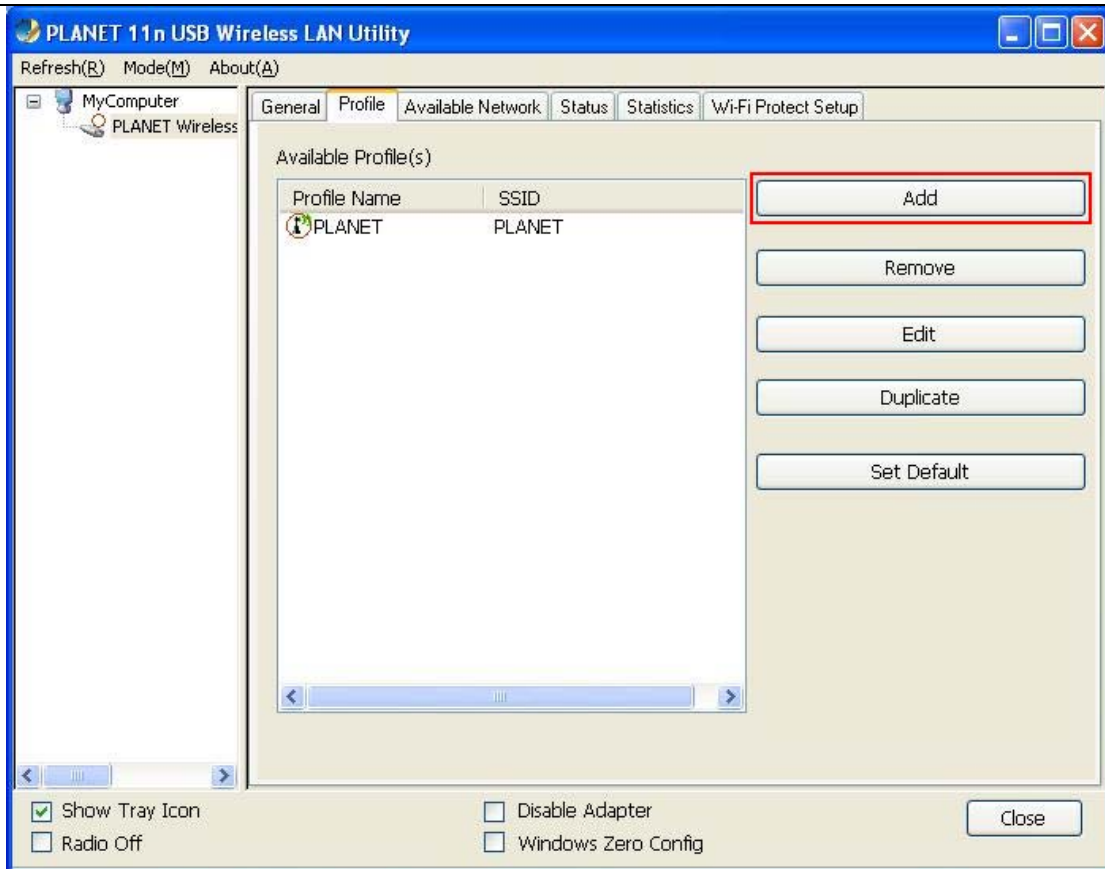 PLANET 11n USB Wireless LAN Utility
Refresh(R) Mode(M) About(A)
MyComputer
PLANET Wireless
General Profile Available Network Status Statistics Wi-Fi Protect Setup
Available Profile(s)
Profile Name SSID
PLANET PLANET
Add
Remove
Edit
Duplicate
Set Default
Show Tray Icon
Radio Off
Disable Adapter
Windows Zero Config
Close